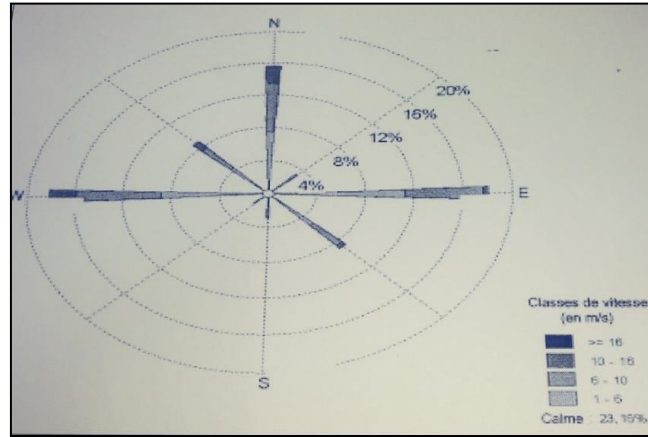 N
20%
16%
12%
8%
4%
W
E
S
Classes de vitesse
(en m/s)
>= 16
10 - 16
6 - 10
1 - 6
Calme : 23,16%